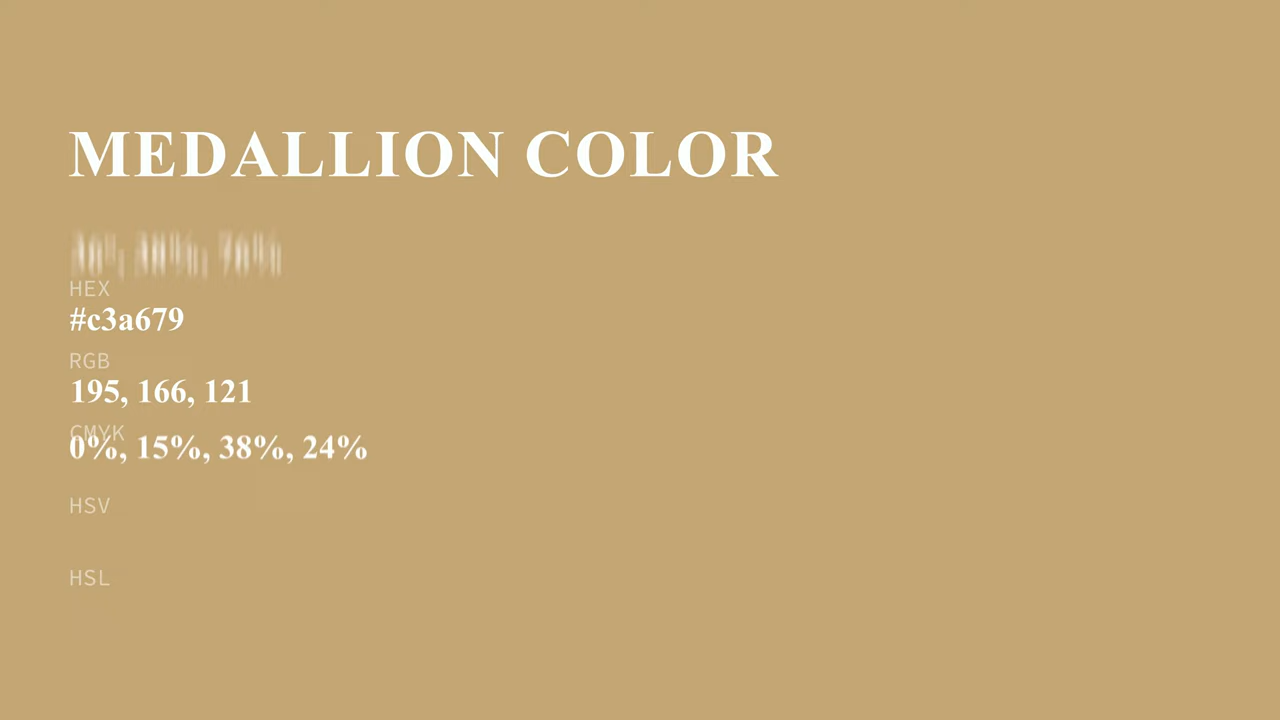 MEDALLION COLOR
HEX
#c3a679
RGB
195, 166, 121
CMYK
0%, 15%, 38%, 24%
HSV
HSL